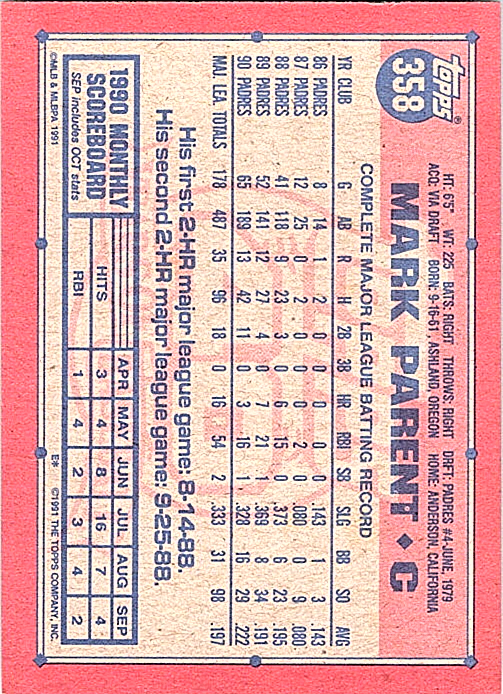 topps®
358
HT: 6'5" WT: 225 BATS: RIGHT THROWS: RIGHT DRFT: PADRES #4-JUNE, 1979
ACQ: VIA DRAFT BORN: 9-16-61, ASHLAND, OREGON HOME: ANDERSON, CALIFORNIA
MARK PARENT ◆ C
COMPLETE MAJOR LEAGUE BATTING RECORD
YR CLUB G AB R H 2B 3B HR RBI SB SLG BB SO AVG
86 PADRES 8 14 1 2 0 0 0 0 0 .143 1 3 .143
87 PADRES 12 25 0 2 0 0 0 2 0 .080 0 9 .080
88 PADRES 41 118 9 23 3 0 6 15 0 .373 6 23 .195
89 PADRES 52 141 12 27 4 0 7 21 1 .369 8 34 .191
90 PADRES 65 189 13 42 11 0 3 16 1 .328 16 29 .222
MAJ. LEA. TOTALS 178 487 35 96 18 0 16 54 2 .333 31 98 .197
His first 2-HR major league game: 8-14-88.
His second 2-HR major league game: 9-25-88.
1990 MONTHLY
SCOREBOARD
SEP includes OCT stats
APR MAY JUN JUL AUG SEP
HITS 3 4 8 16 7 4
RBI 1 4 2 3 4 2
©MLB & MLBPA 1991
E* ©1991 THE TOPPS COMPANY, INC.